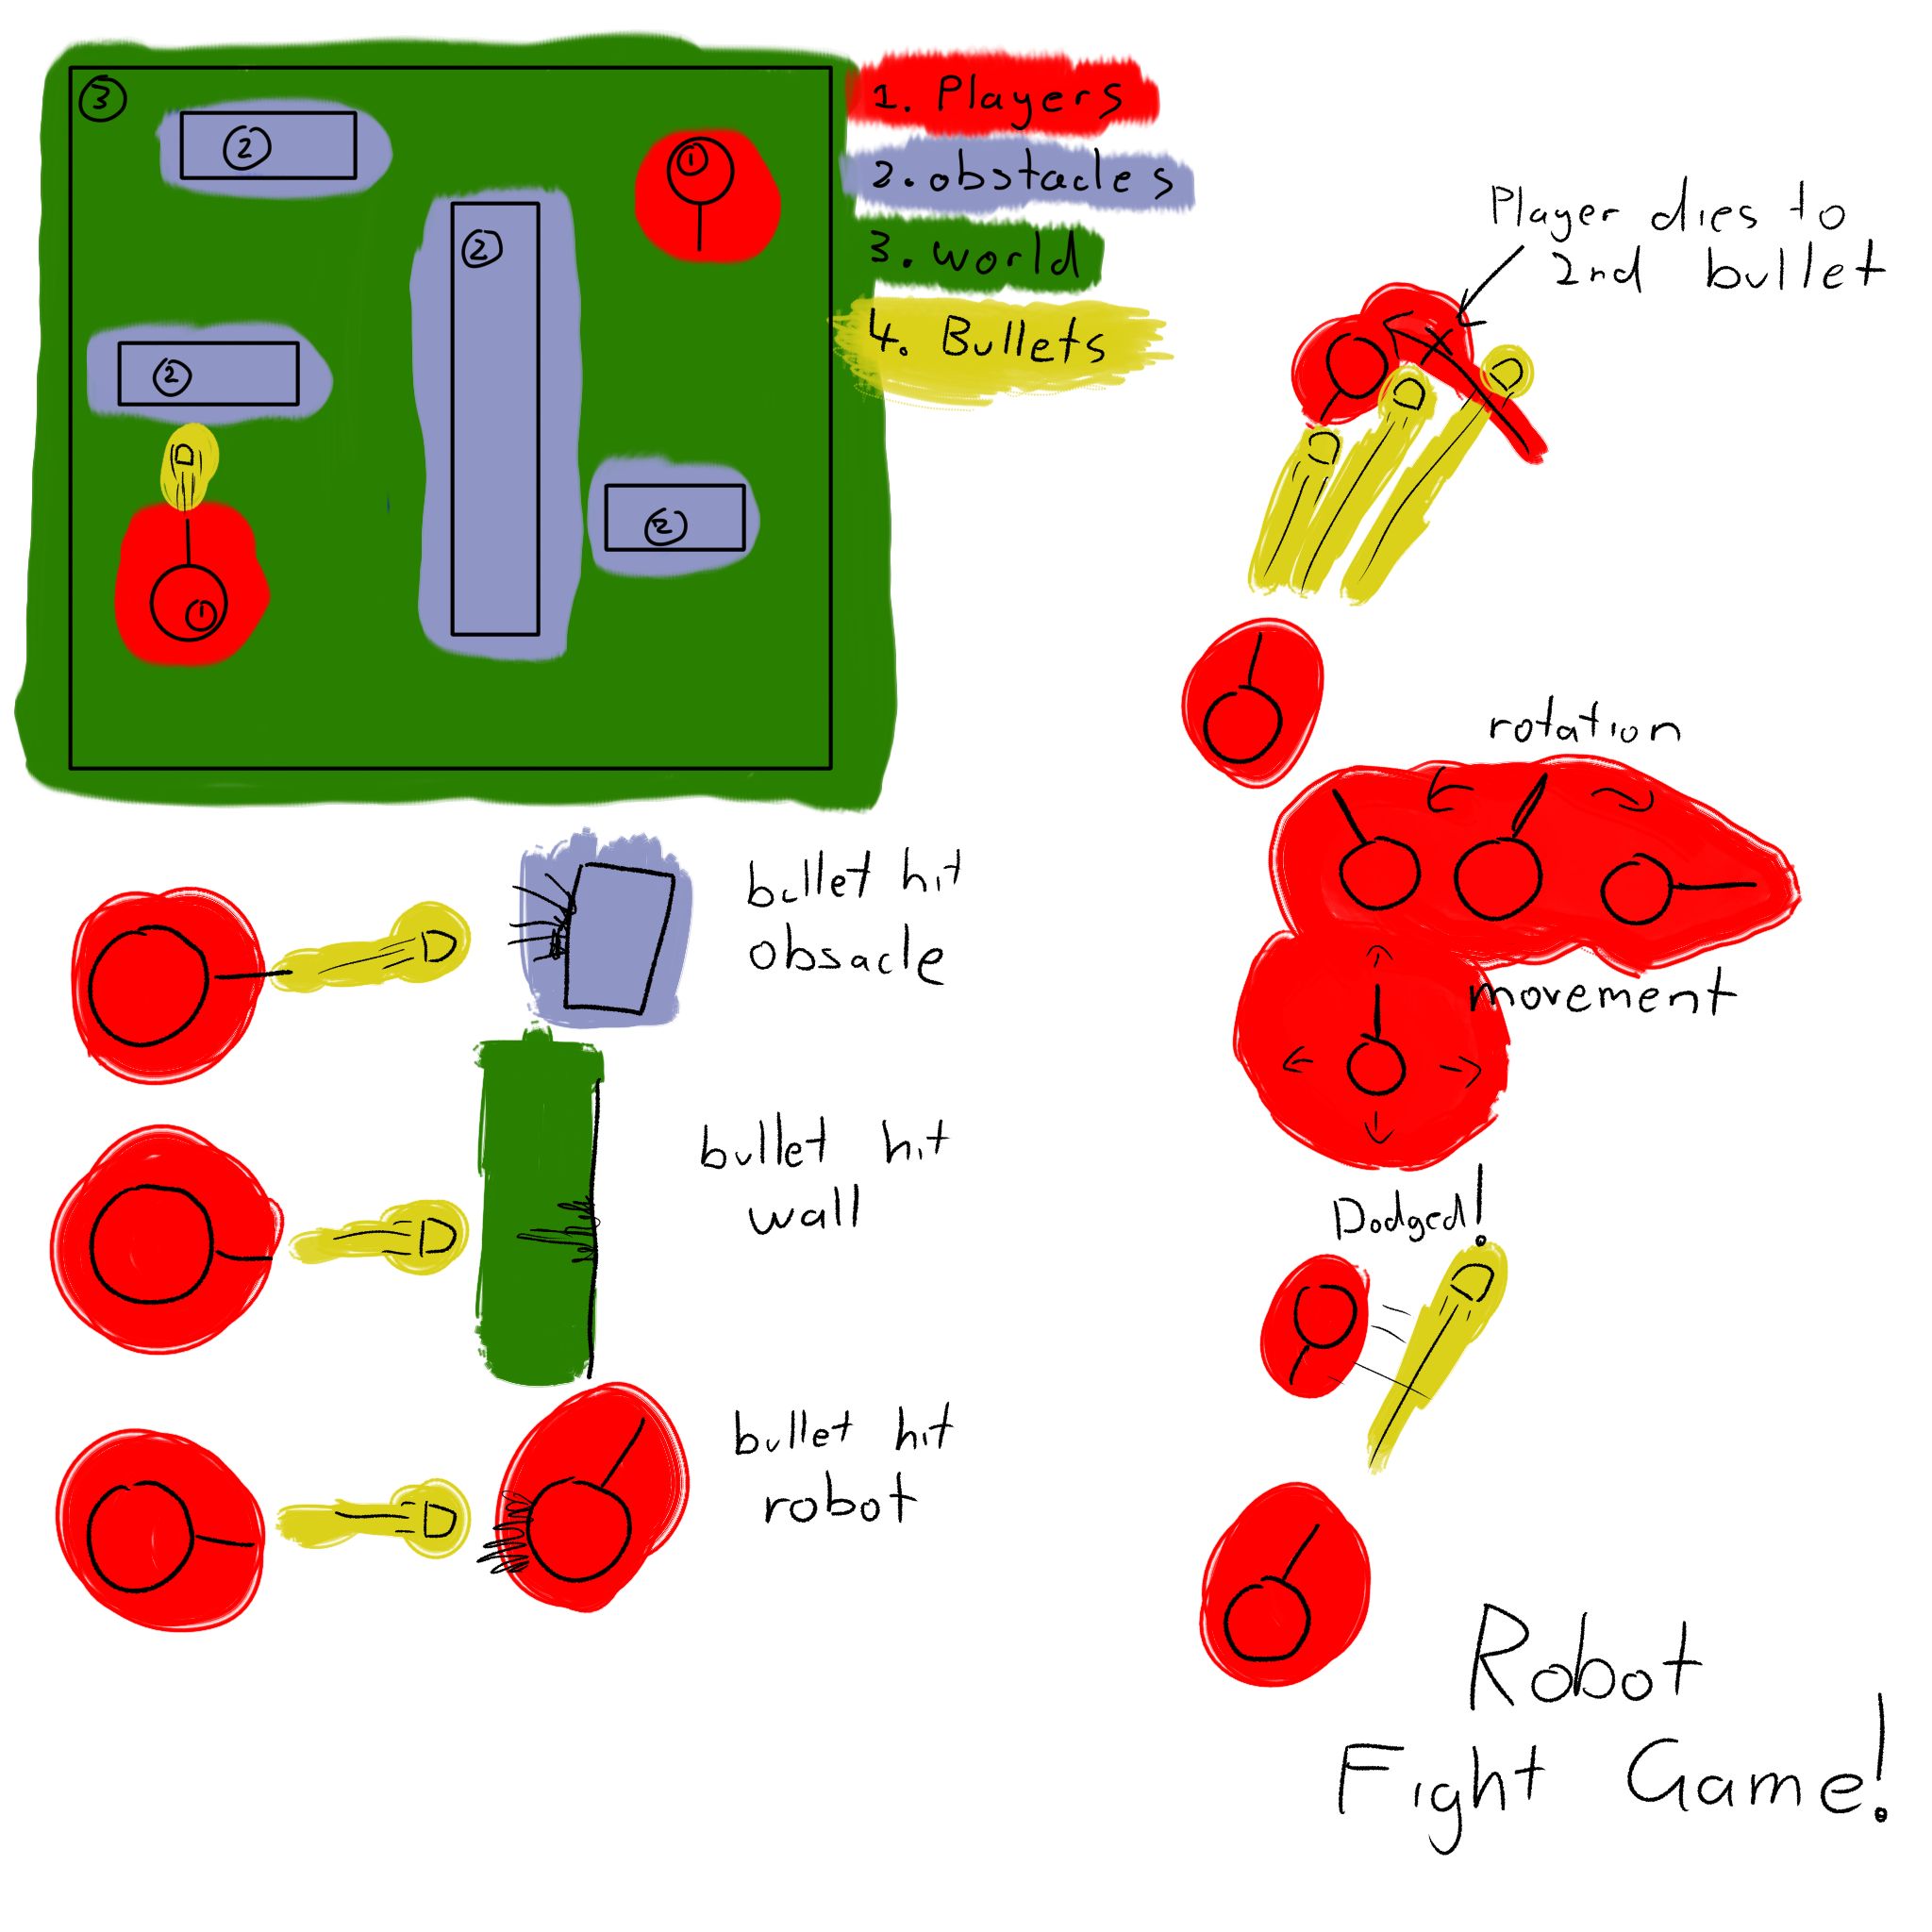 3
2
1
2
2
2
1
1. Players
2. obstacles
3. world
4. Bullets
Player dies to
2nd bullet
rotation
movement
bullet hit
obsacle
bullet hit
wall
bullet hit
robot
Dodged!
Robot
Fight Game!